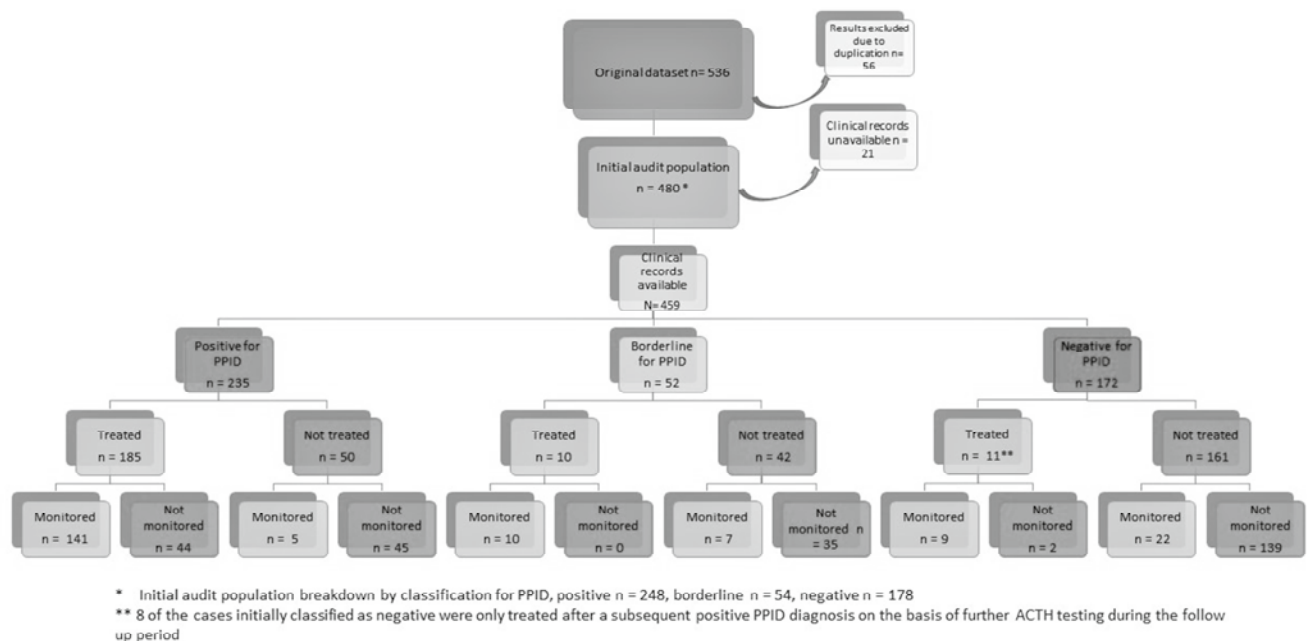 Results excluded
due to
duplication n=
56
Original dataset n= 536
Clinical records
unavailable n =
21
Initial audit population
n = 480 *
Clinical
records
available
N= 459
Positive for
PPID
n = 235
Borderline
for PPID
n = 52
Negative for
PPID
n = 172
Treated
n = 185
Not treated
n = 50
Treated
n = 10
Not treated
n = 42
Treated
n = 11**
Not treated
n = 161
Monitored
n = 141
Not
monitored
n = 44
Monitored
n = 5
Not
monitored
n = 45
Monitored
n = 10
Not
monitored
n = 0
Monitored
n = 7
Not
monitored n
= 35
Monitored
n = 9
Not
monitored
n = 2
Monitored
n = 22
Not
monitored
n = 139
* Initial audit population breakdown by classification for PPID, positive n = 248, borderline n = 54, negative n = 178
** 8 of the cases initially classified as negative were only treated after a subsequent positive PPID diagnosis on the basis of further ACTH testing during the follow
up period